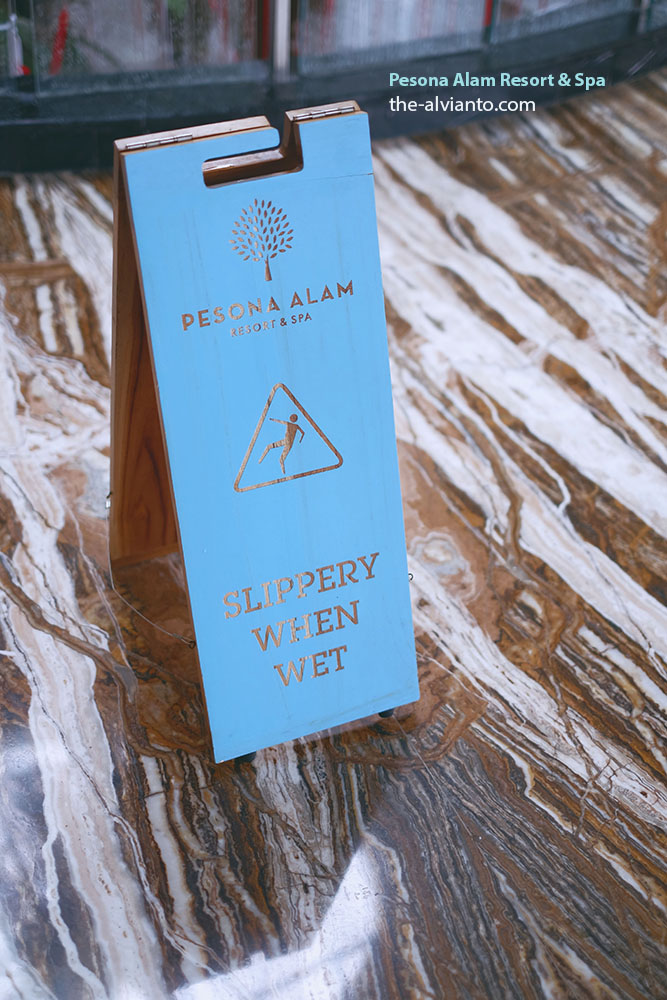 Pesona Alam Resort & Spa
the-alvianto.com
PESONA ALAM
RESORT & SPA
SLIPPERY
WHEN
WET